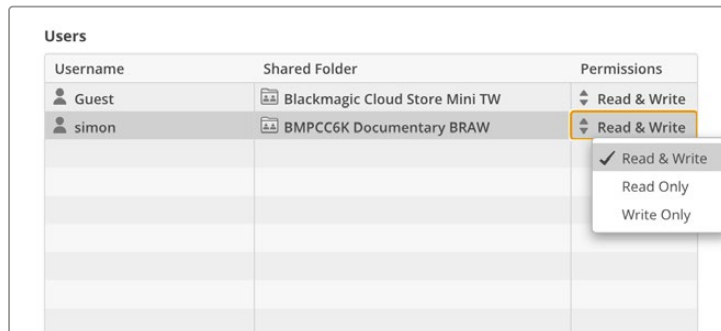 Users
Username Shared Folder Permissions
Guest Blackmagic Cloud Store Mini TW Read & Write
simon BMPCC6K Documentary BRAW Read & Write
Read & Write
Read Only
Write Only